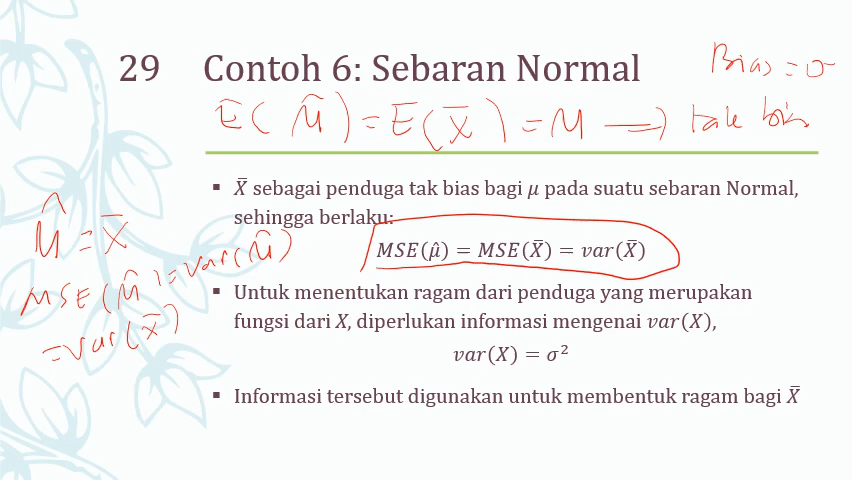 29 Contoh 6: Sebaran Normal
Bias = 0
E(μ̂) = E(X̄) = μ → tak bias
▪ X̄ sebagai penduga tak bias bagi μ pada suatu sebaran Normal,
sehingga berlaku:
MSE(μ̂) = MSE(X̄) = var(X̄)
μ̂ = X̄
MSE(μ̂) = var(μ̂)
= var(X̄)
▪ Untuk menentukan ragam dari penduga yang merupakan
fungsi dari X, diperlukan informasi mengenai var(X),
var(X) = σ²
▪ Informasi tersebut digunakan untuk membentuk ragam bagi X̄